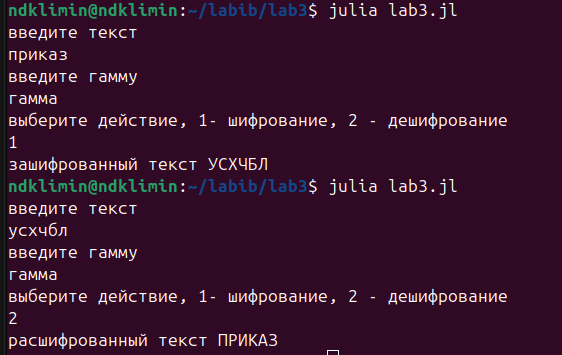 ndklimin@ndklimin:~/labib/lab3$ julia lab3.jl
введите текст
приказ
введите гамму
гамма
выберите действие, 1- шифрование, 2 - дешифрование
1
зашифрованный текст УСХЧБЛ
ndklimin@ndklimin:~/labib/lab3$ julia lab3.jl
введите текст
усхчбл
введите гамму
гамма
выберите действие, 1- шифрование, 2 - дешифрование
2
расшифрованный текст ПРИКАЗ